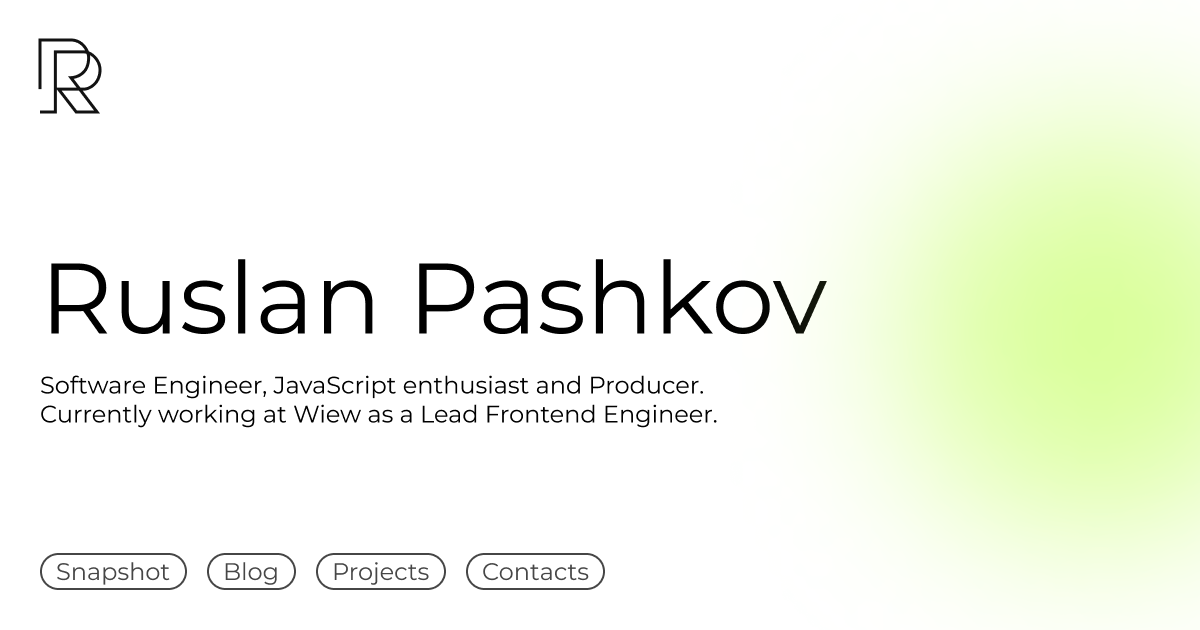 Ruslan Pashkov
Software Engineer, JavaScript enthusiast and Producer.
Currently working at Wiew as a Lead Frontend Engineer.
Snapshot Blog Projects Contacts